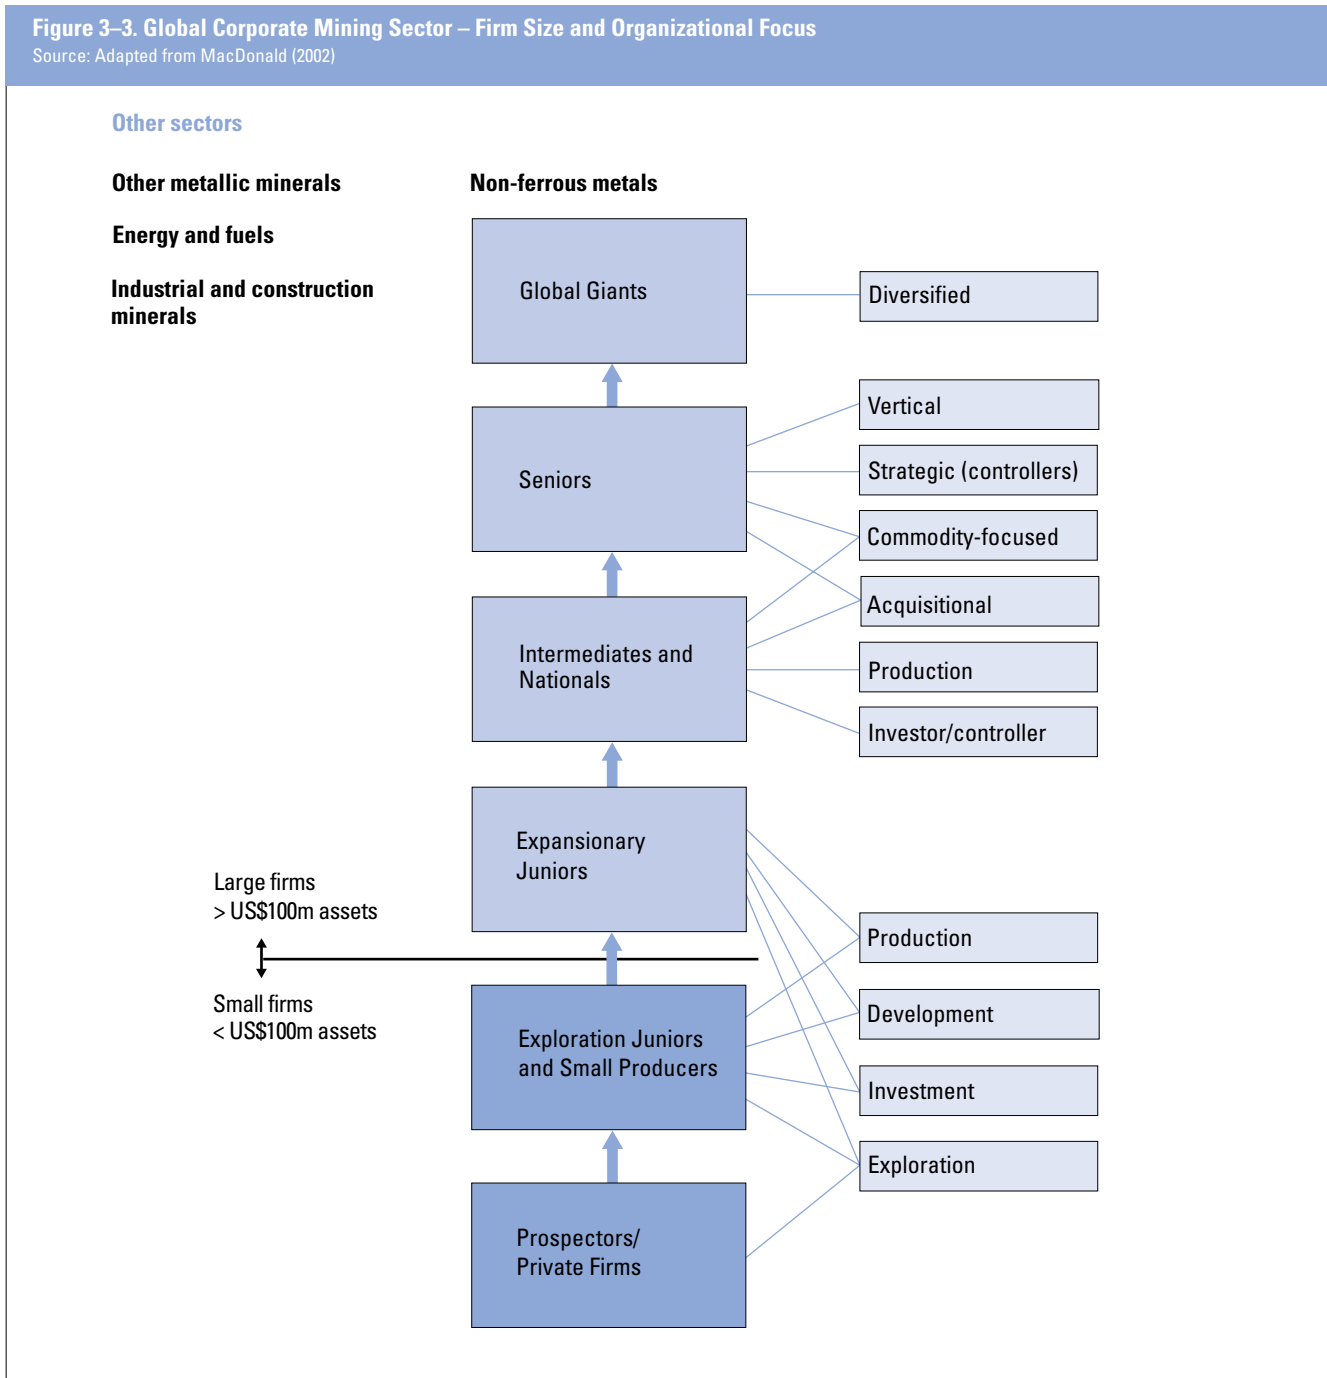 Figure 3–3. Global Corporate Mining Sector – Firm Size and Organizational Focus
Source: Adapted from MacDonald (2002)
Other sectors
Other metallic minerals
Non-ferrous metals
Energy and fuels
Industrial and construction
minerals
Global Giants
Diversified
Vertical
Seniors
Strategic (controllers)
Commodity-focused
Acquisitional
Intermediates and
Nationals
Production
Investor/controller
Expansionary
Juniors
Large firms
> US$100m assets
Small firms
< US$100m assets
Production
Development
Exploration Juniors
and Small Producers
Investment
Exploration
Prospectors/
Private Firms